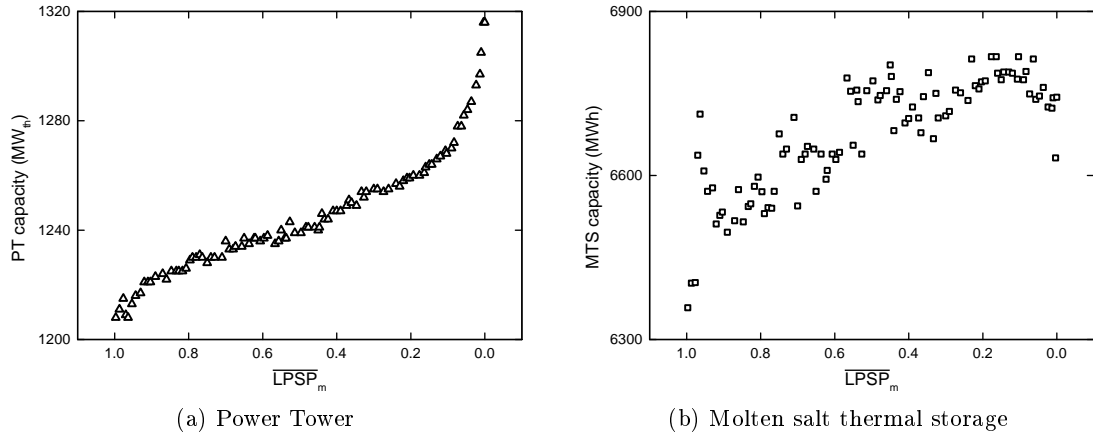 1320
1280
1240
1200
PT capacity (MWth)
1.0 0.8 0.6 0.4 0.2 0.0
LPSPm
(a) Power Tower
6900
6600
6300
MTS capacity (MWh)
1.0 0.8 0.6 0.4 0.2 0.0
LPSPm
(b) Molten salt thermal storage